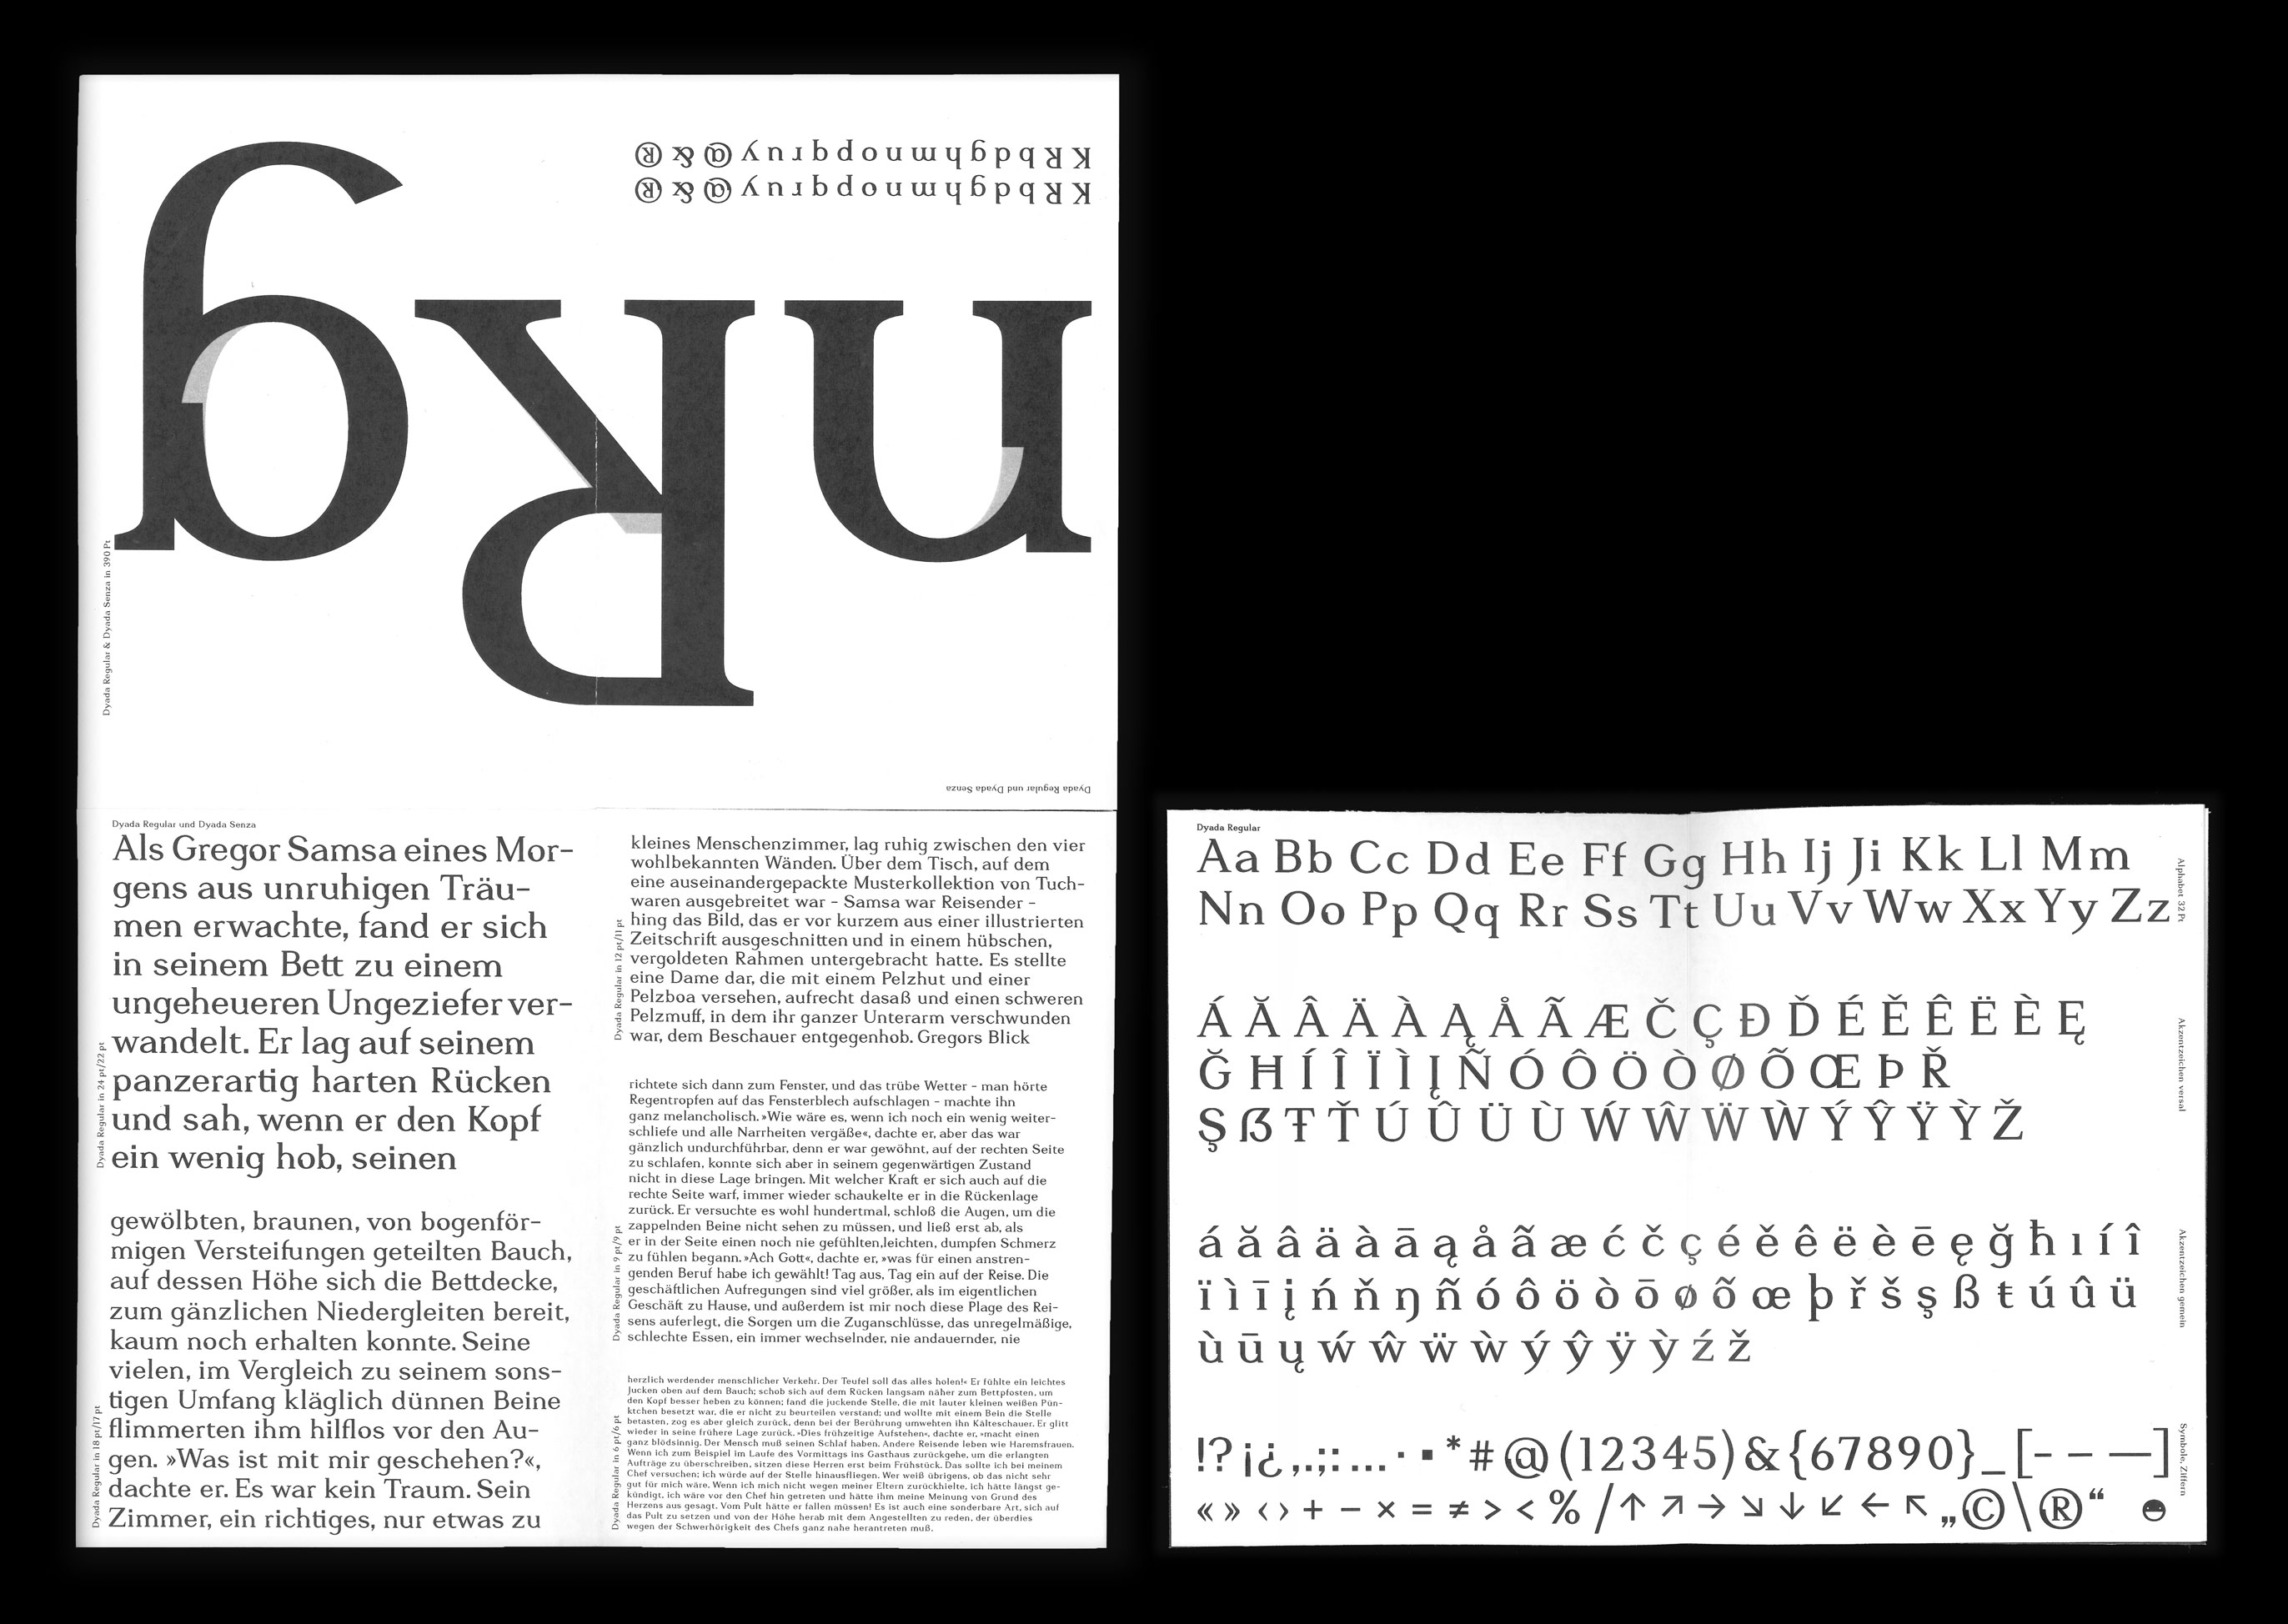 Dyada Regular und Dyada Senza
nRg
K R b d g h m n o p q r u y @ & ®
K R b d g h m n o p q r u y @ & ®
Dyada Regular & Dyada Senza in 390 Pt
Dyada Regular und Dyada Senza
Dyada Regular in 24 pt/22 pt
Als Gregor Samsa eines Mor-
gens aus unruhigen Träu-
men erwachte, fand er sich
in seinem Bett zu einem
ungeheueren Ungeziefer ver-
wandelt. Er lag auf seinem
panzerartig harten Rücken
und sah, wenn er den Kopf
ein wenig hob, seinen
Dyada Regular in 18 pt/17 pt
gewölbten, braunen, von bogenför-
migen Versteifungen geteilten Bauch,
auf dessen Höhe sich die Bettdecke,
zum gänzlichen Niedergleiten bereit,
kaum noch erhalten konnte. Seine
vielen, im Vergleich zu seinem sons-
tigen Umfang kläglich dünnen Beine
flimmerten ihm hilflos vor den Au-
gen. »Was ist mit mir geschehen?«,
dachte er. Es war kein Traum. Sein
Zimmer, ein richtiges, nur etwas zu
Dyada Regular in 12 pt/11 pt
kleines Menschenzimmer, lag ruhig zwischen den vier
wohlbekannten Wänden. Über dem Tisch, auf dem
eine auseinandergepackte Musterkollektion von Tuch-
waren ausgebreitet war – Samsa war Reisender –
hing das Bild, das er vor kurzem aus einer illustrierten
Zeitschrift ausgeschnitten und in einem hübschen,
vergoldeten Rahmen untergebracht hatte. Es stellte
eine Dame dar, die mit einem Pelzhut und einer
Pelzboa versehen, aufrecht dasaß und einen schweren
Pelzmuff, in dem ihr ganzer Unterarm verschwunden
war, dem Beschauer entgegenhob. Gregors Blick
Dyada Regular in 9 pt/9 pt
richtete sich dann zum Fenster, und das trübe Wetter – man hörte
Regentropfen auf das Fensterblech aufschlagen – machte ihn
ganz melancholisch. »Wie wäre es, wenn ich noch ein wenig weiter-
schliefe und alle Narrheiten vergäße«, dachte er, aber das war
gänzlich undurchführbar, denn er war gewöhnt, auf der rechten Seite
zu schlafen, konnte sich aber in seinem gegenwärtigen Zustand
nicht in diese Lage bringen. Mit welcher Kraft er sich auch auf die
rechte Seite warf, immer wieder schaukelte er in die Rückenlage
zurück. Er versuchte es wohl hundertmal, schloß die Augen, um die
zappelnden Beine nicht sehen zu müssen, und ließ erst ab, als
er in der Seite einen noch nie gefühlten,leichten, dumpfen Schmerz
zu fühlen begann. »Ach Gott«, dachte er, »was für einen anstren-
genden Beruf habe ich gewählt! Tag aus, Tag ein auf der Reise. Die
geschäftlichen Aufregungen sind viel größer, als im eigentlichen
Geschäft zu Hause, und außerdem ist mir noch diese Plage des Rei-
sens auferlegt, die Sorgen um die Zuganschlüsse, das unregelmäßige,
schlechte Essen, ein immer wechselnder, nie andauernder, nie
Dyada Regular in 6 pt/6 pt
herzlich werdender menschlicher Verkehr. Der Teufel soll das alles holen!« Er fühlte ein leichtes
Jucken oben auf dem Bauch; schob sich auf dem Rücken langsam näher zum Bettpfosten, um
den Kopf besser heben zu können; fand die juckende Stelle, die mit lauter kleinen weißen Pün-
ktchen besetzt war, die er nicht zu beurteilen verstand; und wollte mit einem Bein die Stelle
betasten, zog es aber gleich zurück, denn bei der Berührung umwehten ihn Kälteschauer. Er glitt
wieder in seine frühere Lage zurück. »Dies frühzeitige Aufstehen«, dachte er, »macht einen
ganz blödsinnig. Der Mensch muß seinen Schlaf haben. Andere Reisende leben wie Haremsfrauen.
Wenn ich zum Beispiel im Laufe des Vormittags ins Gasthaus zurückgehe, um die erlangten
Aufträge zu überschreiben, sitzen diese Herren erst beim Frühstück. Das sollte ich bei meinem
Chef versuchen; ich würde auf der Stelle hinausfliegen. Wer weiß übrigens, ob das nicht sehr
gut für mich wäre. Wenn ich mich nicht wegen meiner Eltern zurückhielte, ich hätte längst ge-
kündigt, ich wäre vor den Chef hin getreten und hätte ihm meine Meinung von Grund des
Herzens aus gesagt. Vom Pult hätte er fallen müssen! Es ist auch eine sonderbare Art, sich auf
das Pult zu setzen und von der Höhe herab mit dem Angestellten zu reden, der überdies
wegen der Schwerhörigkeit des Chefs ganz nahe herantreten muß.
Dyada Regular
Aa Bb Cc Dd Ee Ff Gg Hh Ij Ji Kk Ll Mm
Nn Oo Pp Qq Rr Ss Tt Uu Vv Ww Xx Yy Zz
Alphabet 32 Pt
Á Ă Â Ä À Ą Å Ã Æ Č Ç Đ Ď É Ě Ê Ë È Ę
Ğ Ħ Í Î Ï Ì Į Ñ Ó Ô Ö Ò Ø Õ Œ Þ Ř
Ş ẞ Ŧ Ť Ú Û Ü Ù Ẃ Ŵ Ẅ Ẁ Ý Ŷ Ÿ Ỳ Ž
Akzentzeichen versal
á ă â ä à ā ą å ã æ ć č ç é ě ê ë è ē ę ğ ħ ı í î
ï ì ī į ń ň ŋ ñ ó ô ö ò ō ø õ œ þ ř š ş ß ŧ ú û ü
ù ū ų ẃ ŵ ẅ ẁ ý ŷ ÿ ỳ ź ž
Akzentzeichen gemein
!? ¡¿ ,.;: … · ▪ * # @ (12345) & {67890} _ [- – —]
« » ‹ › + − × = ≠ > < % / ↑ ↗ → ↘ ↓ ↙ ← ↖ „ © \ ® “
Symbole, Ziffern